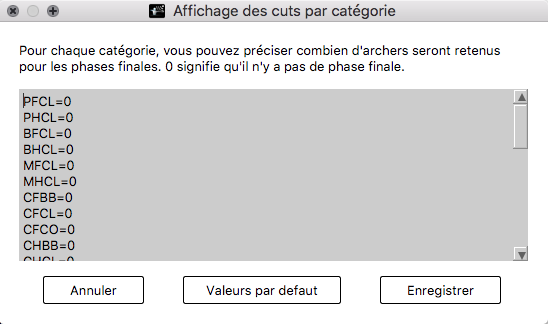 Affichage des cuts par catégorie
Pour chaque catégorie, vous pouvez préciser combien d'archers seront retenus
pour les phases finales. 0 signifie qu'il n'y a pas de phase finale.
PFCL=0
PHCL=0
BFCL=0
BHCL=0
MFCL=0
MHCL=0
CFBB=0
CFCL=0
CFCO=0
CHBB=0
Annuler
Valeurs par defaut
Enregistrer